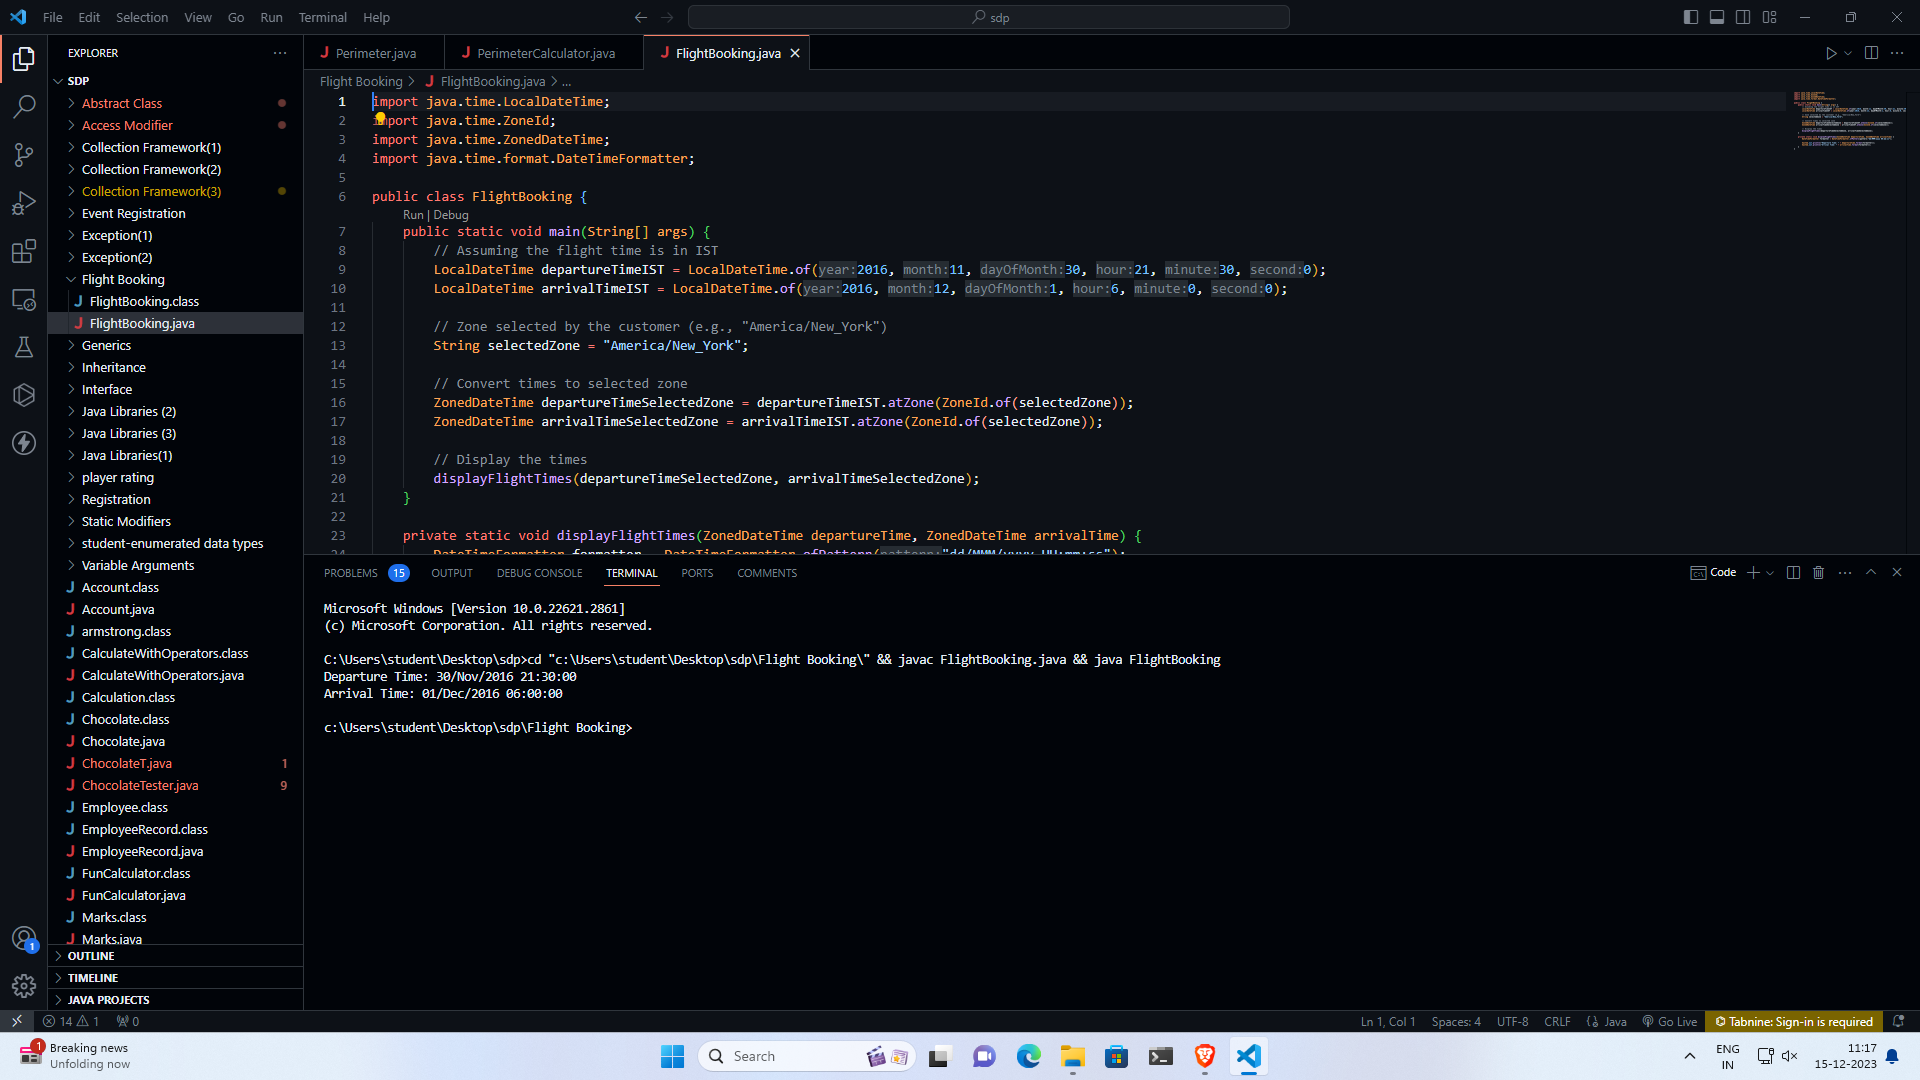 File Edit Selection View Go Run Terminal Help
sdp
EXPLORER
SDP
Abstract Class
Access Modifier
Collection Framework(1)
Collection Framework(2)
Collection Framework(3)
Event Registration
Exception(1)
Exception(2)
Flight Booking
FlightBooking.class
FlightBooking.java
Generics
Inheritance
Interface
Java Libraries (2)
Java Libraries (3)
Java Libraries(1)
player rating
Registration
Static Modifiers
student-enumerated data types
Variable Arguments
Account.class
Account.java
armstrong.class
CalculateWithOperators.class
CalculateWithOperators.java
Calculation.class
Chocolate.class
Chocolate.java
ChocolateT.java 1
ChocolateTester.java 9
Employee.class
EmployeeRecord.class
EmployeeRecord.java
FunCalculator.class
FunCalculator.java
Marks.class
Marks.java
OUTLINE
TIMELINE
JAVA PROJECTS
Perimeter.java PerimeterCalculator.java FlightBooking.java
Flight Booking > FlightBooking.java > ...
1 import java.time.LocalDateTime;
2 import java.time.ZoneId;
3 import java.time.ZonedDateTime;
4 import java.time.format.DateTimeFormatter;
5
6 public class FlightBooking {
Run | Debug
7 public static void main(String[] args) {
8 // Assuming the flight time is in IST
9 LocalDateTime departureTimeIST = LocalDateTime.of(year:2016, month:11, dayOfMonth:30, hour:21, minute:30, second:0);
10 LocalDateTime arrivalTimeIST = LocalDateTime.of(year:2016, month:12, dayOfMonth:1, hour:6, minute:0, second:0);
11
12 // Zone selected by the customer (e.g., "America/New_York")
13 String selectedZone = "America/New_York";
14
15 // Convert times to selected zone
16 ZonedDateTime departureTimeSelectedZone = departureTimeIST.atZone(ZoneId.of(selectedZone));
17 ZonedDateTime arrivalTimeSelectedZone = arrivalTimeIST.atZone(ZoneId.of(selectedZone));
18
19 // Display the times
20 displayFlightTimes(departureTimeSelectedZone, arrivalTimeSelectedZone);
21 }
22
23 private static void displayFlightTimes(ZonedDateTime departureTime, ZonedDateTime arrivalTime) {
24 DateTimeFormatter formatter = DateTimeFormatter.ofPattern(pattern:"dd/MMM/yyyy HH:mm:ss");
PROBLEMS 15 OUTPUT DEBUG CONSOLE TERMINAL PORTS COMMENTS
Code
Microsoft Windows [Version 10.0.22621.2861]
(c) Microsoft Corporation. All rights reserved.
C:\Users\student\Desktop\sdp>cd "c:\Users\student\Desktop\sdp\Flight Booking\" && javac FlightBooking.java && java FlightBooking
Departure Time: 30/Nov/2016 21:30:00
Arrival Time: 01/Dec/2016 06:00:00
c:\Users\student\Desktop\sdp\Flight Booking>
1
14 1 0
Ln 1, Col 1 Spaces: 4 UTF-8 CRLF {} Java Go Live Tabnine: Sign-in is required
1
Breaking news
Unfolding now
Search
ENG
IN
11:17
15-12-2023